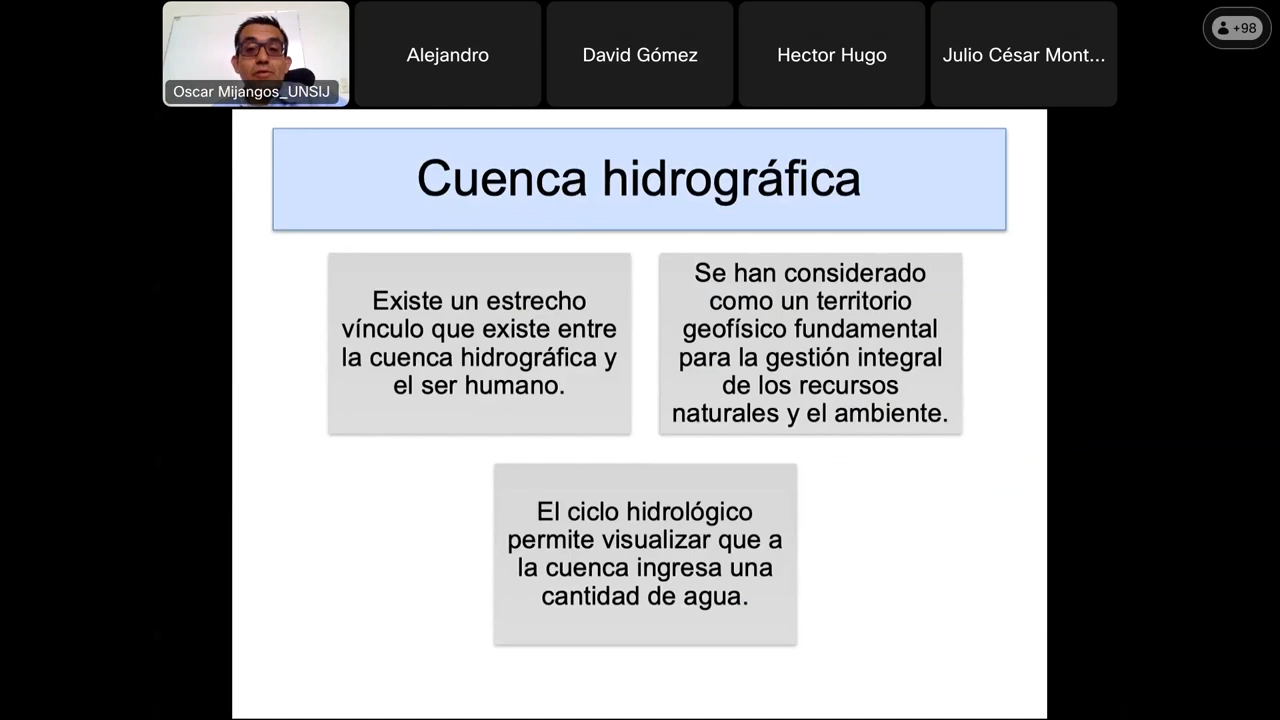 Oscar Mijangos_UNSIJ
Alejandro
David Gómez
Hector Hugo
Julio César Mont...
+98
Cuenca hidrográfica
Existe un estrecho
vínculo que existe entre
la cuenca hidrográfica y
el ser humano.
Se han considerado
como un territorio
geofísico fundamental
para la gestión integral
de los recursos
naturales y el ambiente.
El ciclo hidrológico
permite visualizar que a
la cuenca ingresa una
cantidad de agua.